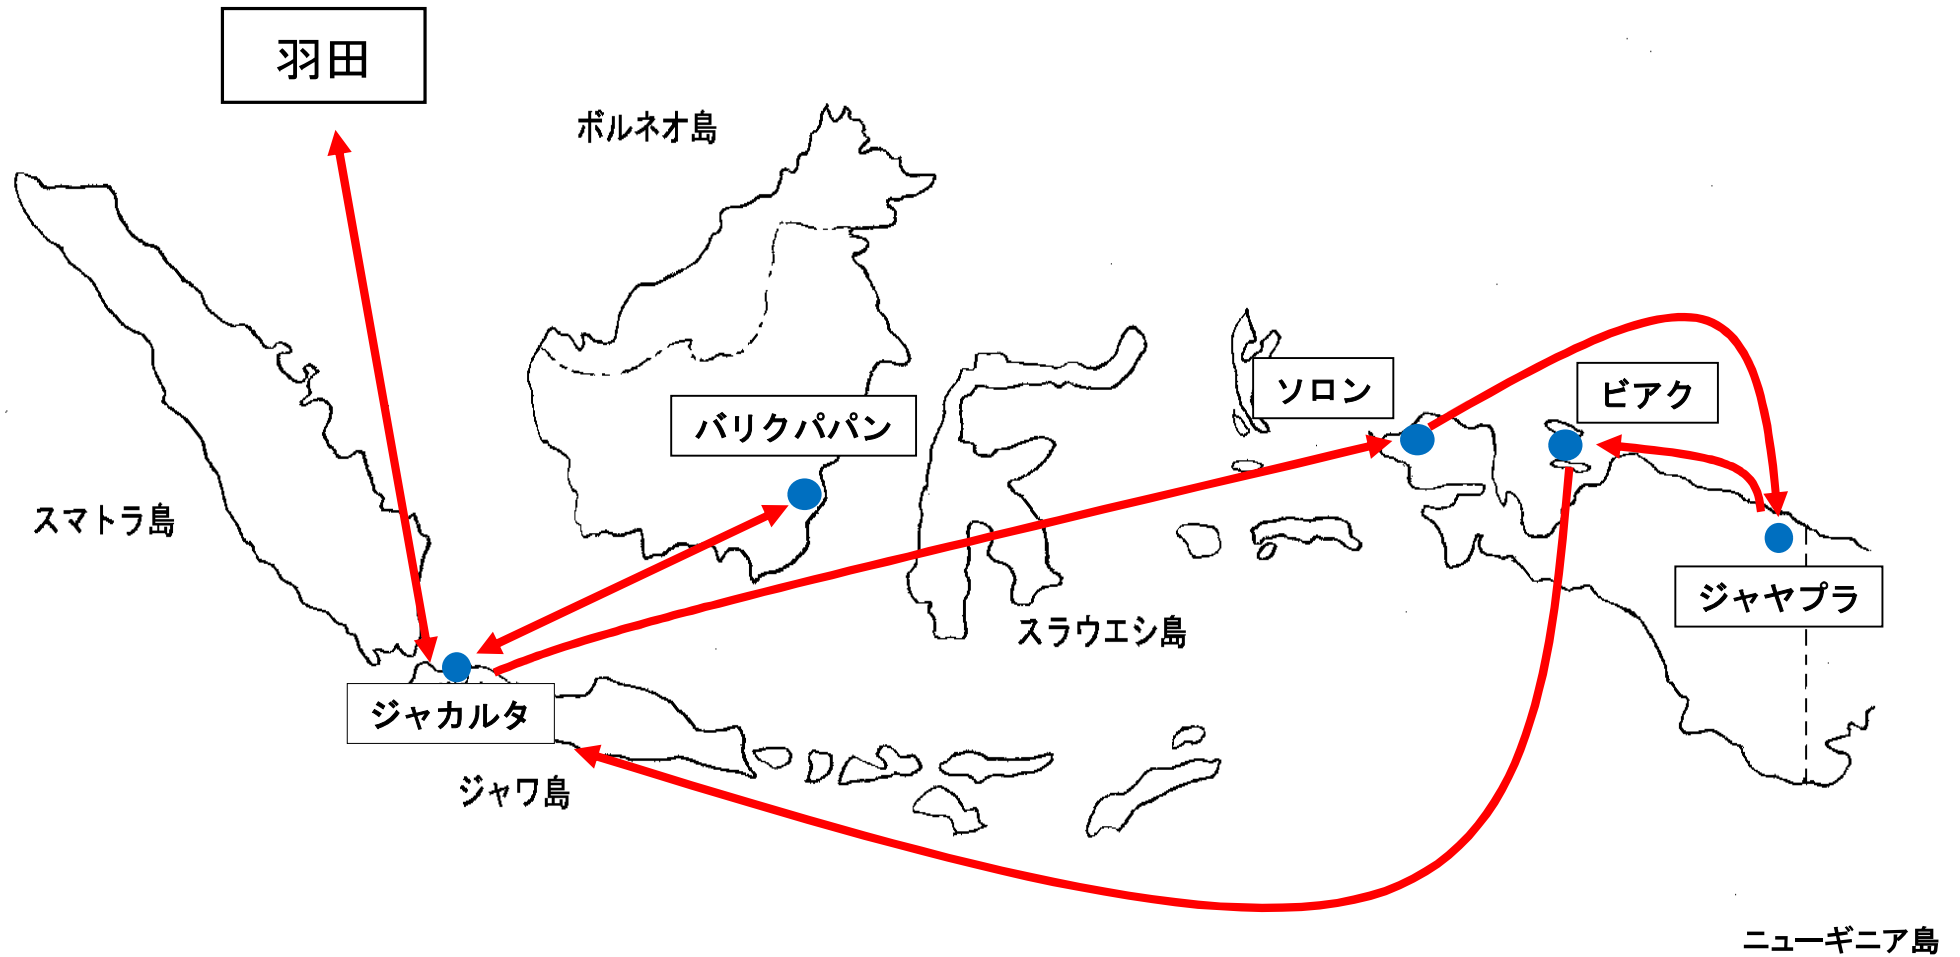 羽田
ボルネオ島
ソロン
ビアク
バリクパパン
スマトラ島
ジャヤプラ
スラウエシ島
ジャカルタ
ジャワ島
ニューギニア島